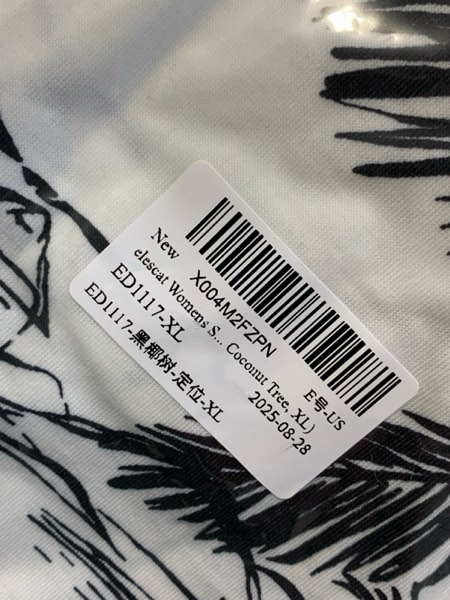 X004M2FZPN
E号-US
New
elescat Womens S... Coconut Tree, XL)
ED1117-XL
2025-08-28
ED1117-黑椰树-定位-XL